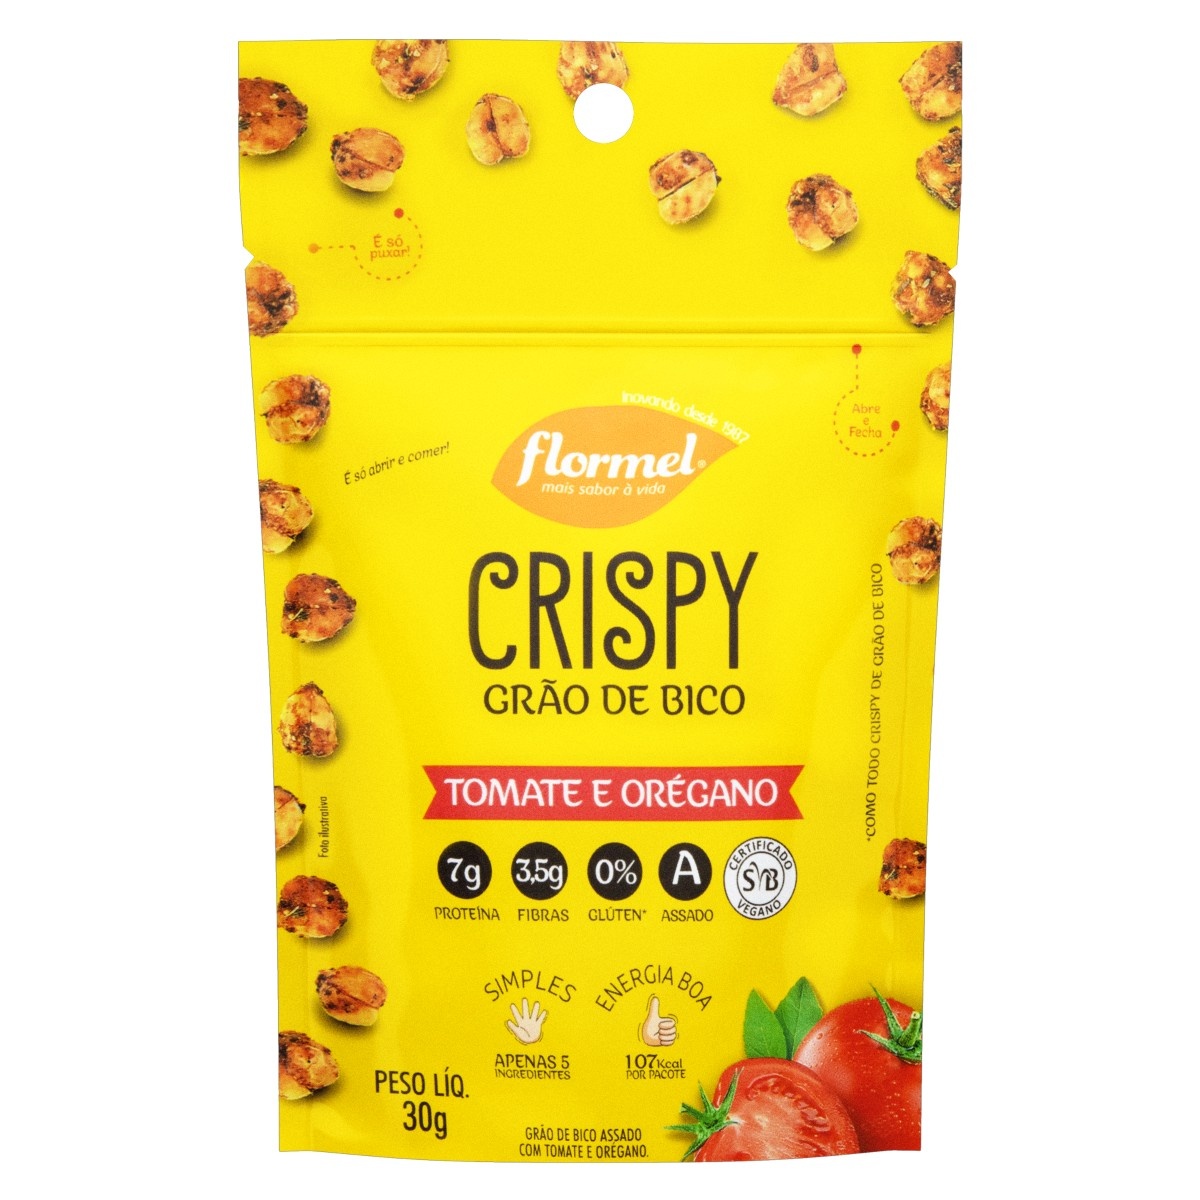 É só
puxar!
Inovando desde 1987
flormel®
mais sabor à vida
Abre
e
Fecha
É só abrir e comer!
CRISPY
GRÃO DE BICO
TOMATE E ORÉGANO
7g
PROTEÍNA
3,5g
FIBRAS
0%
GLÚTEN*
A
ASSADO
CERTIFICADO
SVB
VEGANO
*COMO TODO CRISPY DE GRÃO DE BICO
Foto ilustrativa
SIMPLES
APENAS 5
INGREDIENTES
ENERGIA BOA
107Kcal
POR PACOTE
PESO LÍQ.
30g
GRÃO DE BICO ASSADO
COM TOMATE E ORÉGANO.